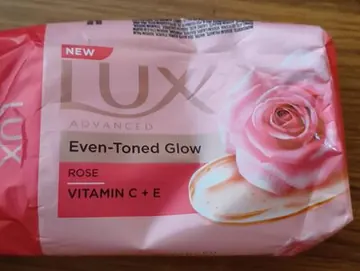 NEW
LUX
ADVANCED
Even-Toned Glow
ROSE
VITAMIN C + E
LUX